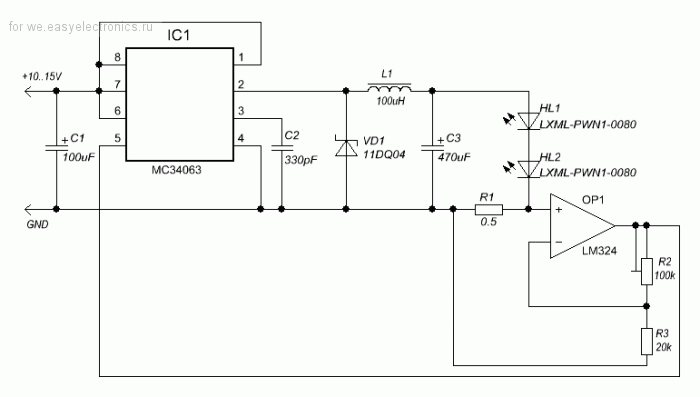 for we.easyelectronics.ru
IC1
+10..15V
8
7
6
5
1
2
3
4
MC34063
+
C1
100uF
C2
330pF
L1
100uH
VD1
11DQ04
+
C3
470uF
HL1
LXML-PWN1-0080
HL2
LXML-PWN1-0080
GND
R1
0.5
OP1
+
−
LM324
R2
100k
R3
20k